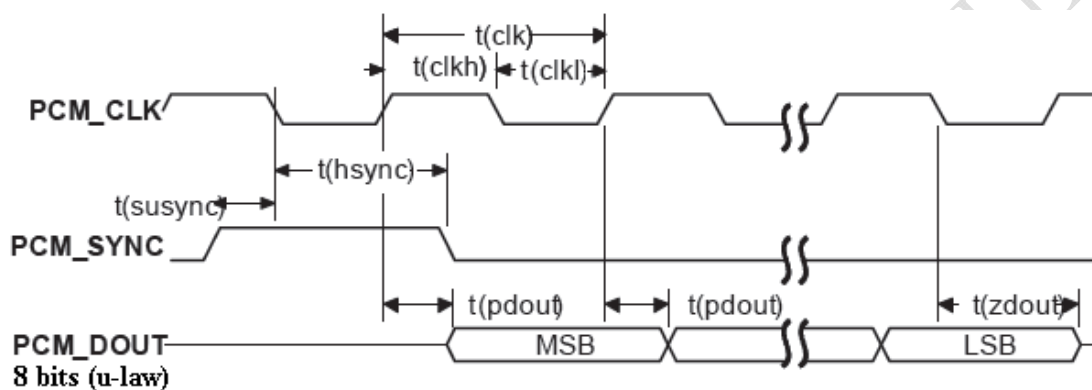 t(clk)
t(clkh) t(clkl)
PCM_CLK
t(hsync)
t(susync)
PCM_SYNC
t(pdout) t(pdout) t(zdout)
PCM_DOUT MSB LSB
8 bits (u-law)